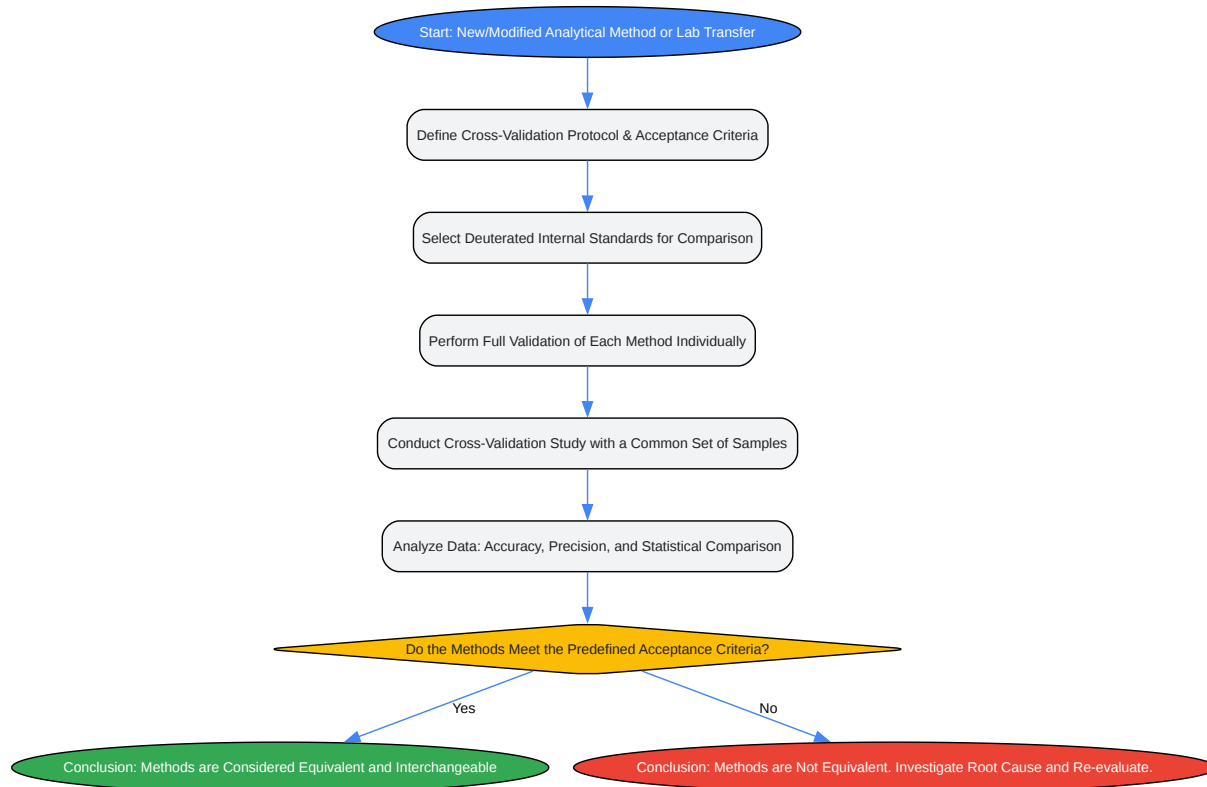 Start: New/Modified Analytical Method or Lab Transfer
Define Cross-Validation Protocol & Acceptance Criteria
Select Deuterated Internal Standards for Comparison
Perform Full Validation of Each Method Individually
Conduct Cross-Validation Study with a Common Set of Samples
Analyze Data: Accuracy, Precision, and Statistical Comparison
Do the Methods Meet the Predefined Acceptance Criteria?
Yes
No
Conclusion: Methods are Considered Equivalent and Interchangeable
Conclusion: Methods are Not Equivalent. Investigate Root Cause and Re-evaluate.